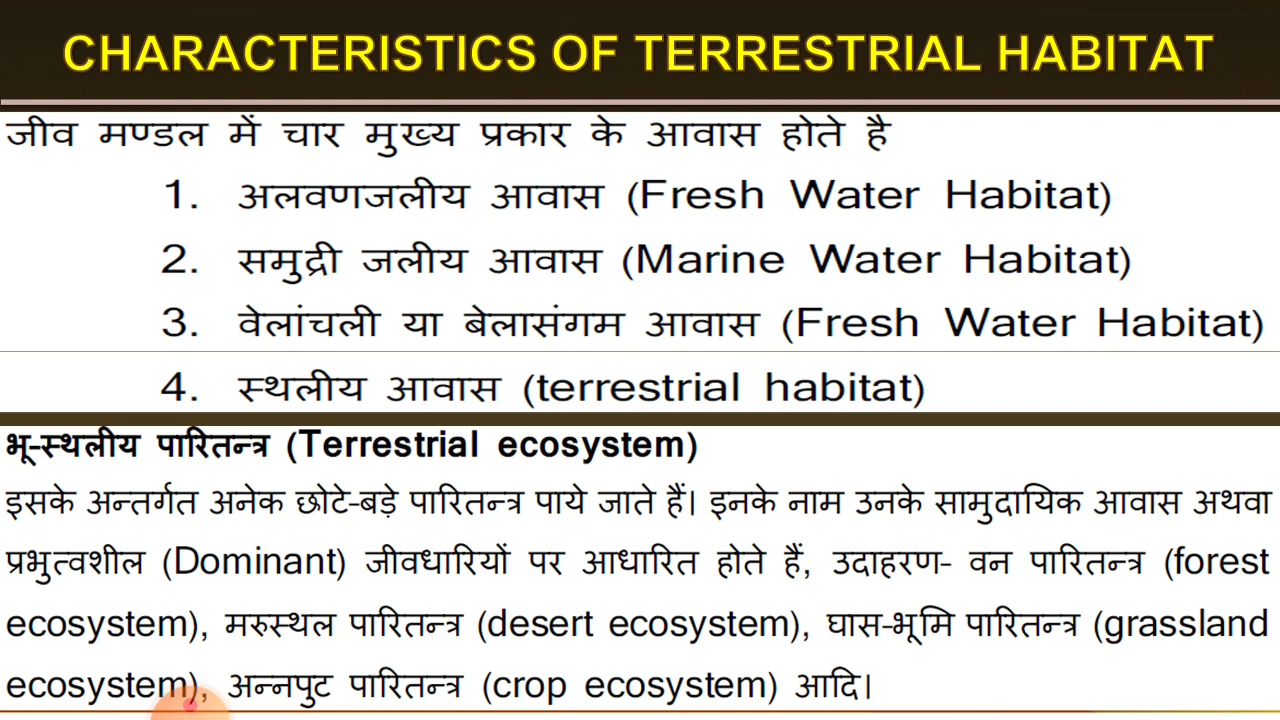 CHARACTERISTICS OF TERRESTRIAL HABITAT
जीव मण्डल में चार मुख्य प्रकार के आवास होते है
1. अलवणजलीय आवास (Fresh Water Habitat)
2. समुद्री जलीय आवास (Marine Water Habitat)
3. वेलांचली या बेलासंगम आवास (Fresh Water Habitat)
4. स्थलीय आवास (terrestrial habitat)
भू-स्थलीय पारितन्त्र (Terrestrial ecosystem)
इसके अन्तर्गत अनेक छोटे-बड़े पारितन्त्र पाये जाते हैं। इनके नाम उनके सामुदायिक आवास अथवा
प्रभुत्वशील (Dominant) जीवधारियों पर आधारित होते हैं, उदाहरण- वन पारितन्त्र (forest
ecosystem), मरुस्थल पारितन्त्र (desert ecosystem), घास-भूमि पारितन्त्र (grassland
ecosystem), अन्नपुट पारितन्त्र (crop ecosystem) आदि।